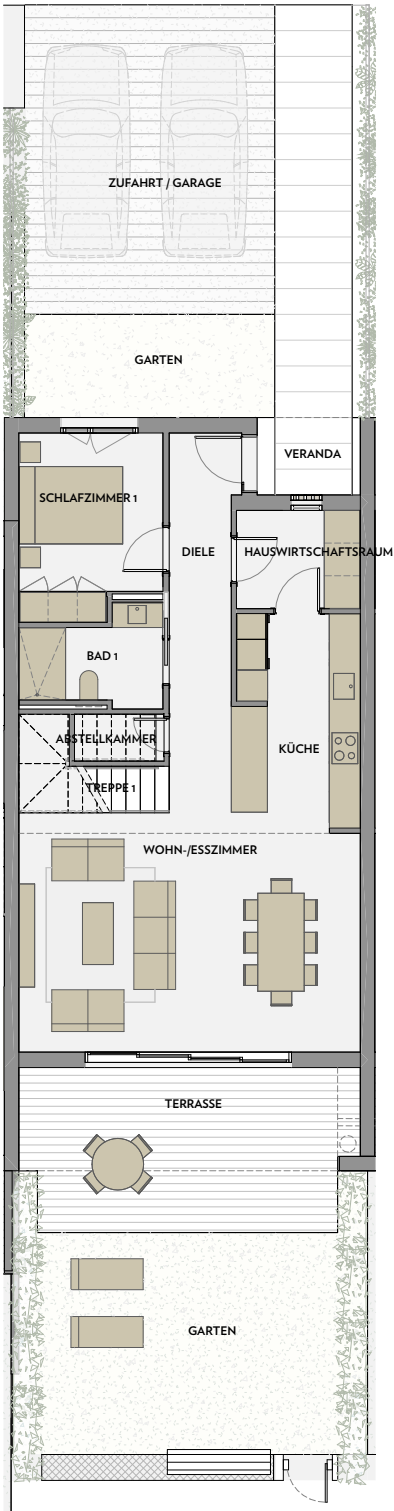 ZUFAHRT / GARAGE
GARTEN
VERANDA
SCHLAFZIMMER 1
DIELE
HAUSWIRTSCHAFTSRAUM
BAD 1
ABSTELLKAMMER
KÜCHE
TREPPE 1
WOHN-/ESSZIMMER
TERRASSE
GARTEN